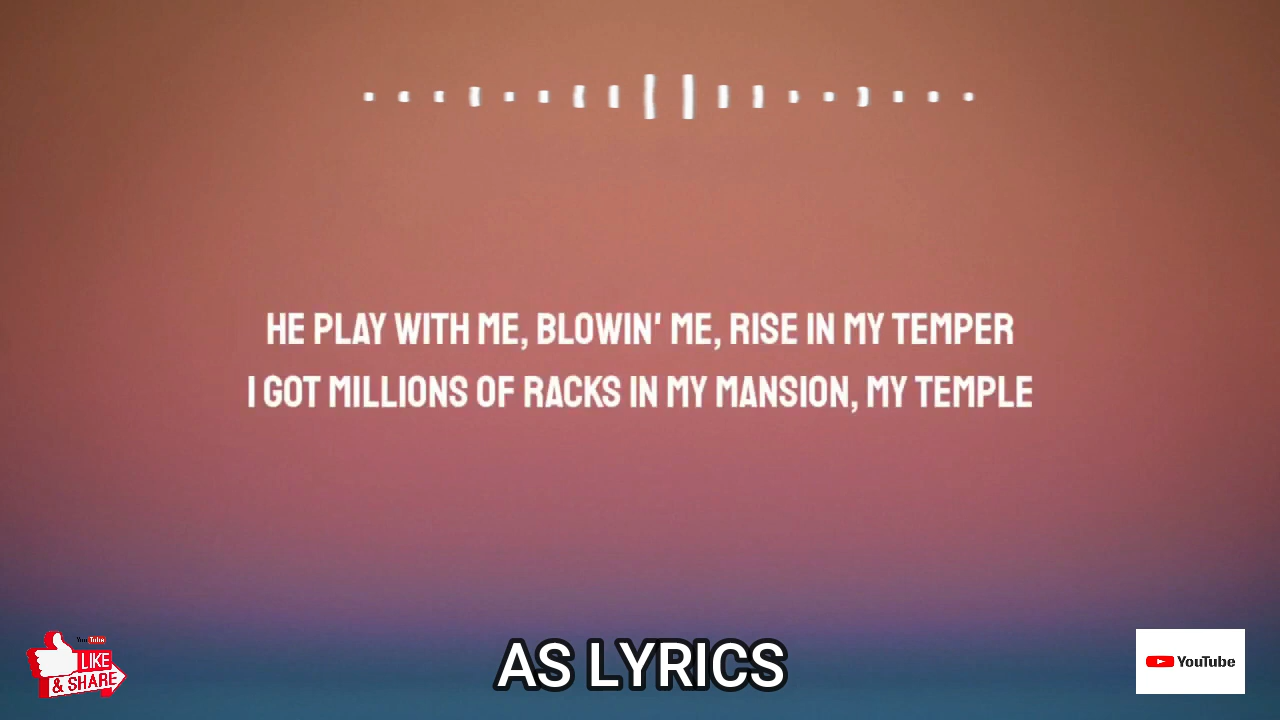 HE PLAY WITH ME, BLOWIN' ME, RISE IN MY TEMPER
I GOT MILLIONS OF RACKS IN MY MANSION, MY TEMPLE
YouTube
LIKE
& SHARE
AS LYRICS
YouTube